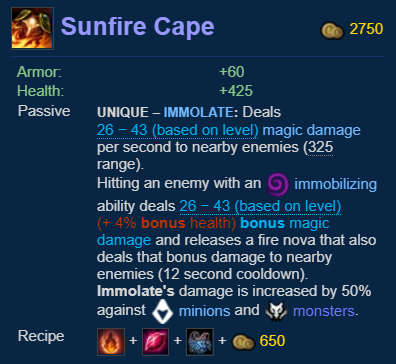 Sunfire Cape 2750
Armor: +60
Health: +425
Passive UNIQUE – IMMOLATE: Deals
26 − 43 (based on level) magic damage
per second to nearby enemies (325
range).
Hitting an enemy with an immobilizing
ability deals 26 − 43 (based on level)
(+ 4% bonus health) bonus magic
damage and releases a fire nova that also
deals that bonus damage to nearby
enemies (12 second cooldown).
Immolate's damage is increased by 50%
against minions and monsters.
Recipe + + + 650